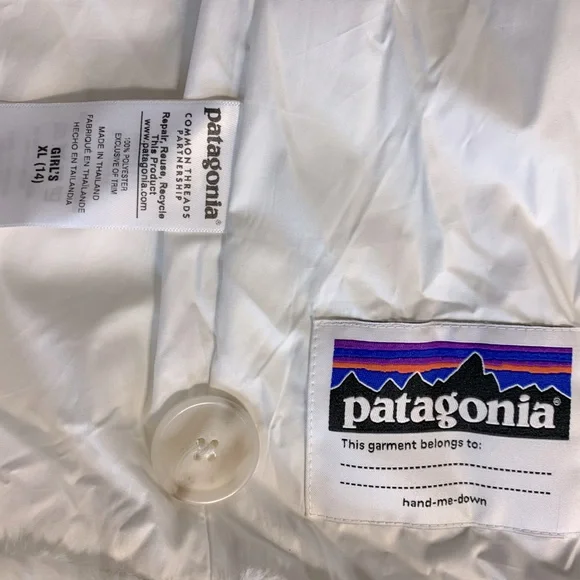 patagonia®
COMMON THREADS
PARTNERSHIP
Repair, Reuse, Recycle
This Product
www.patagonia.com
100% POLYESTER
EXCLUSIVE OF TRIM
MADE IN THAILAND
FABRIQUÉ EN THAÏLANDE
HECHO EN TAILANDIA
GIRL'S
XL (14)
patagonia®
This garment belongs to:
hand-me-down